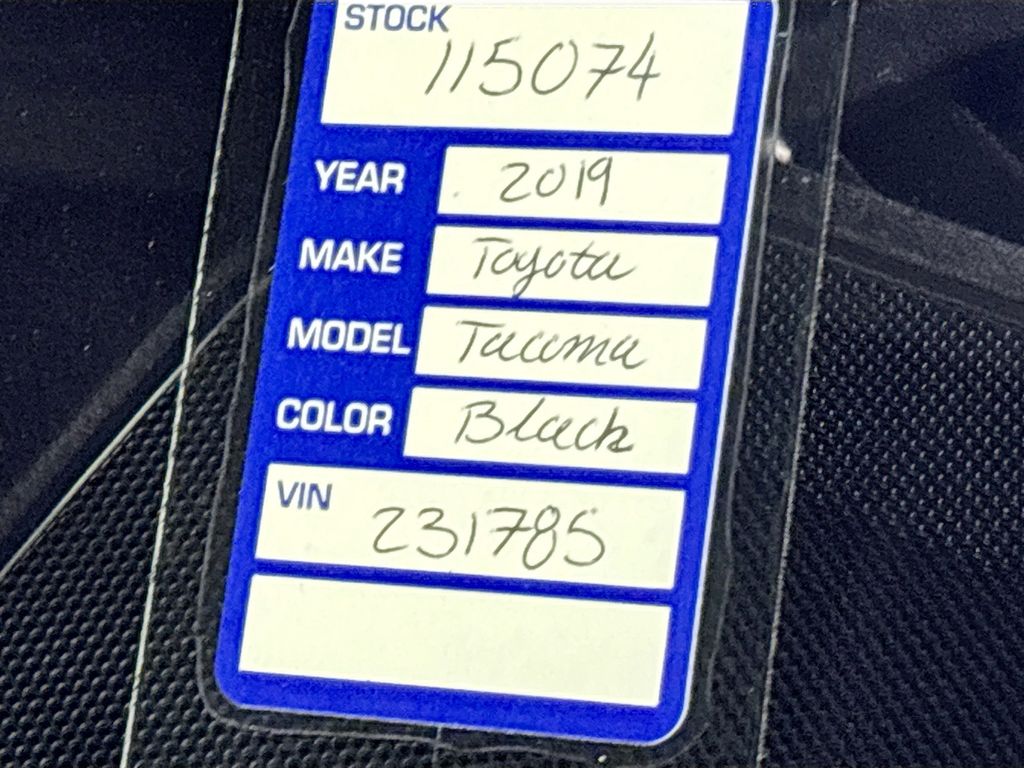 STOCK
115074
YEAR 2019
MAKE Toyota
MODEL Tacoma
COLOR Black
VIN
231785